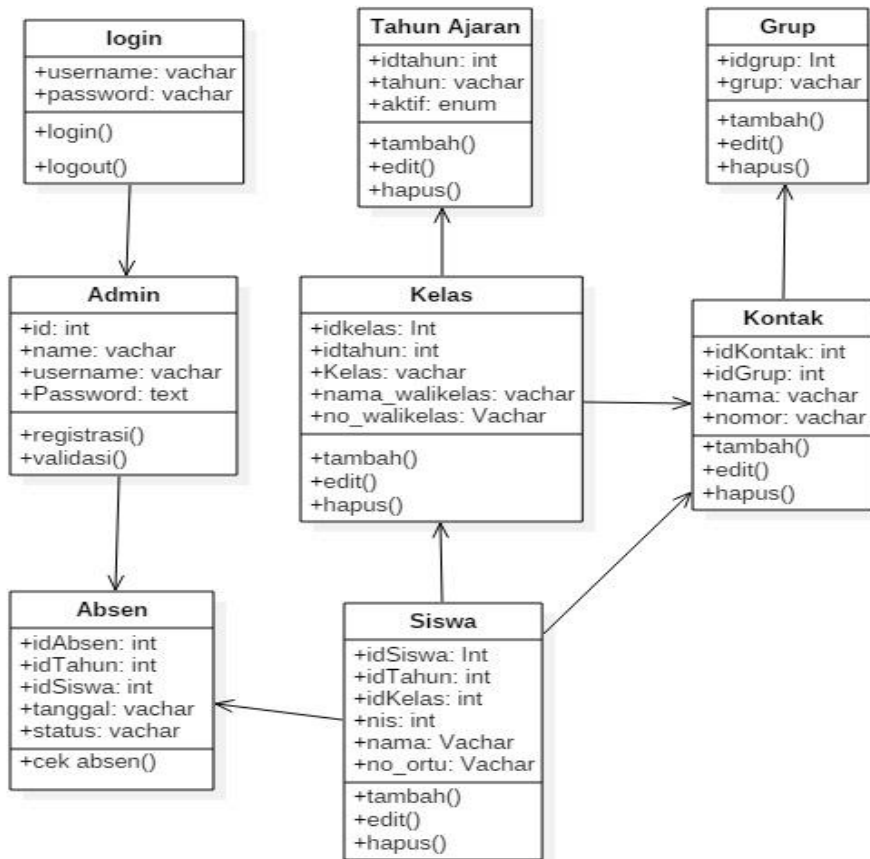 login
+username: vachar
+password: vachar
+login()
+logout()
Tahun Ajaran
+idtahun: int
+tahun: vachar
+aktif: enum
+tambah()
+edit()
+hapus()
Grup
+idgrup: Int
+grup: vachar
+tambah()
+edit()
+hapus()
Admin
+id: int
+name: vachar
+username: vachar
+Password: text
+registrasi()
+validasi()
Kelas
+idkelas: Int
+idtahun: int
+Kelas: vachar
+nama_walikelas: vachar
+no_walikelas: Vachar
+tambah()
+edit()
+hapus()
Kontak
+idKontak: int
+idGrup: int
+nama: vachar
+nomor: vachar
+tambah()
+edit()
+hapus()
Absen
+idAbsen: int
+idTahun: int
+idSiswa: int
+tanggal: vachar
+status: vachar
+cek absen()
Siswa
+idSiswa: Int
+idTahun: int
+idKelas: int
+nis: int
+nama: Vachar
+no_ortu: Vachar
+tambah()
+edit()
+hapus()